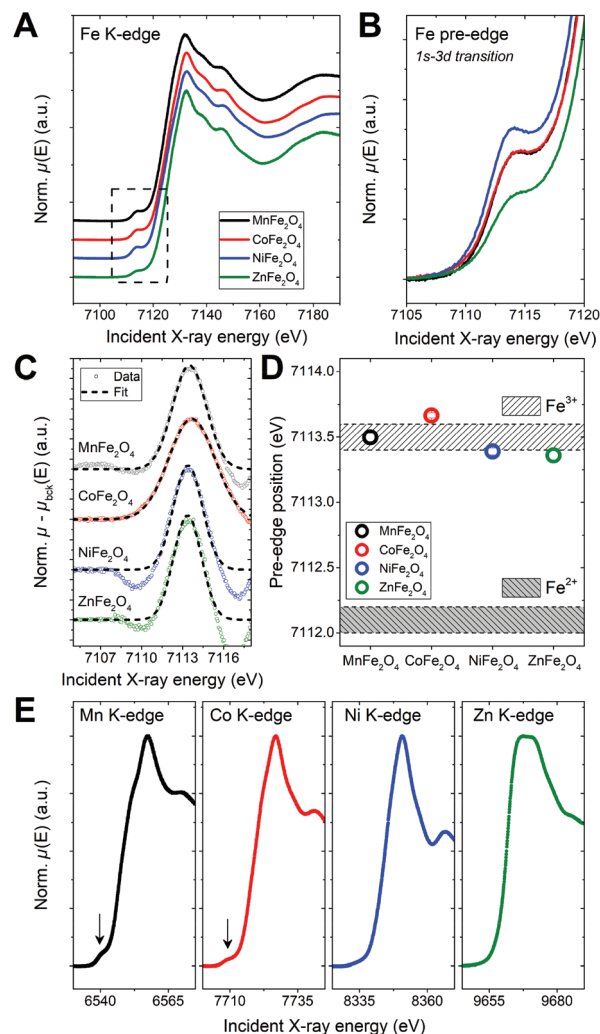 A
Fe K-edge
Norm. μ(E) (a.u.)
MnFe₂O₄
CoFe₂O₄
NiFe₂O₄
ZnFe₂O₄
7100 7120 7140 7160 7180
Incident X-ray energy (eV)
B
Fe pre-edge
1s-3d transition
Norm. μ(E) (a.u.)
7105 7110 7115 7120
Incident X-ray energy (eV)
C
Data
Fit
MnFe₂O₄
CoFe₂O₄
NiFe₂O₄
ZnFe₂O₄
Norm. μ - μbck(E) (a.u.)
7107 7110 7113 7116
Incident X-ray energy (eV)
D
Pre-edge position (eV)
7114.0
7113.5
7113.0
7112.5
7112.0
Fe³⁺
MnFe₂O₄
CoFe₂O₄
NiFe₂O₄
ZnFe₂O₄
Fe²⁺
MnFe₂O₄ CoFe₂O₄ NiFe₂O₄ ZnFe₂O₄
E
Mn K-edge
Co K-edge
Ni K-edge
Zn K-edge
Norm. μ(E) (a.u.)
6540 6565
7710 7735
8335 8360
9655 9680
Incident X-ray energy (eV)